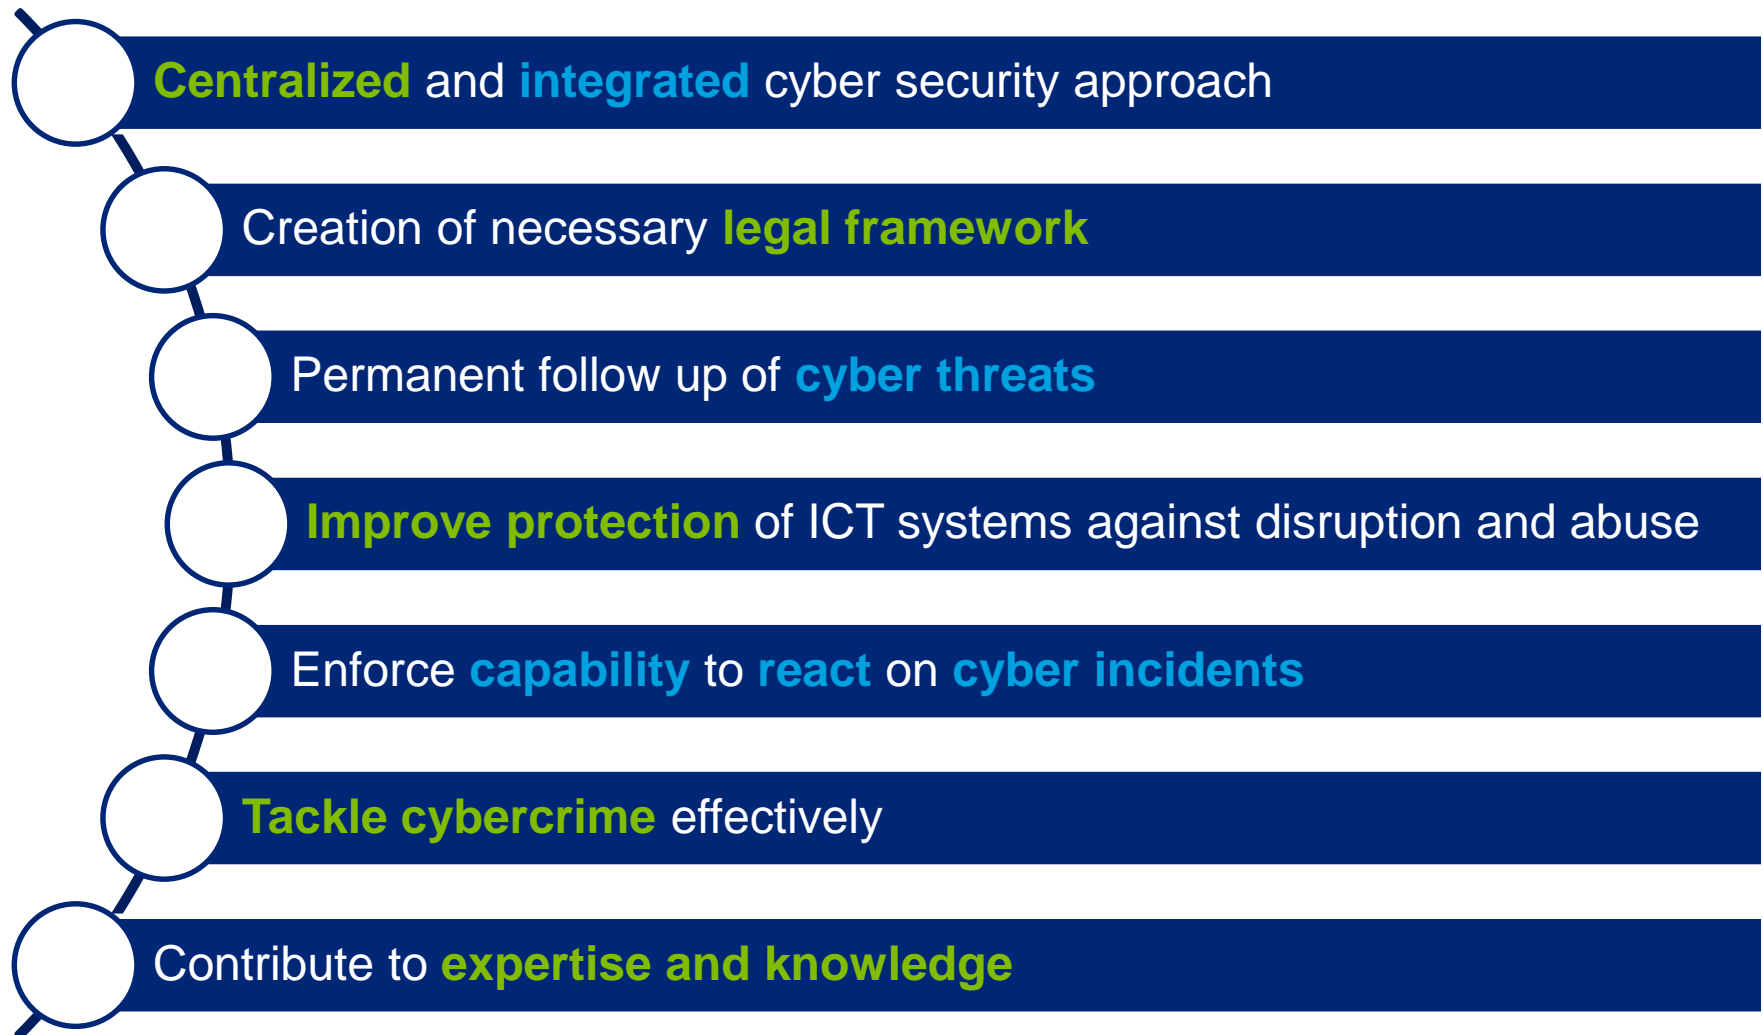 Centralized and integrated cyber security approach
Creation of necessary legal framework
Permanent follow up of cyber threats
Improve protection of ICT systems against disruption and abuse
Enforce capability to react on cyber incidents
Tackle cybercrime effectively
Contribute to expertise and knowledge